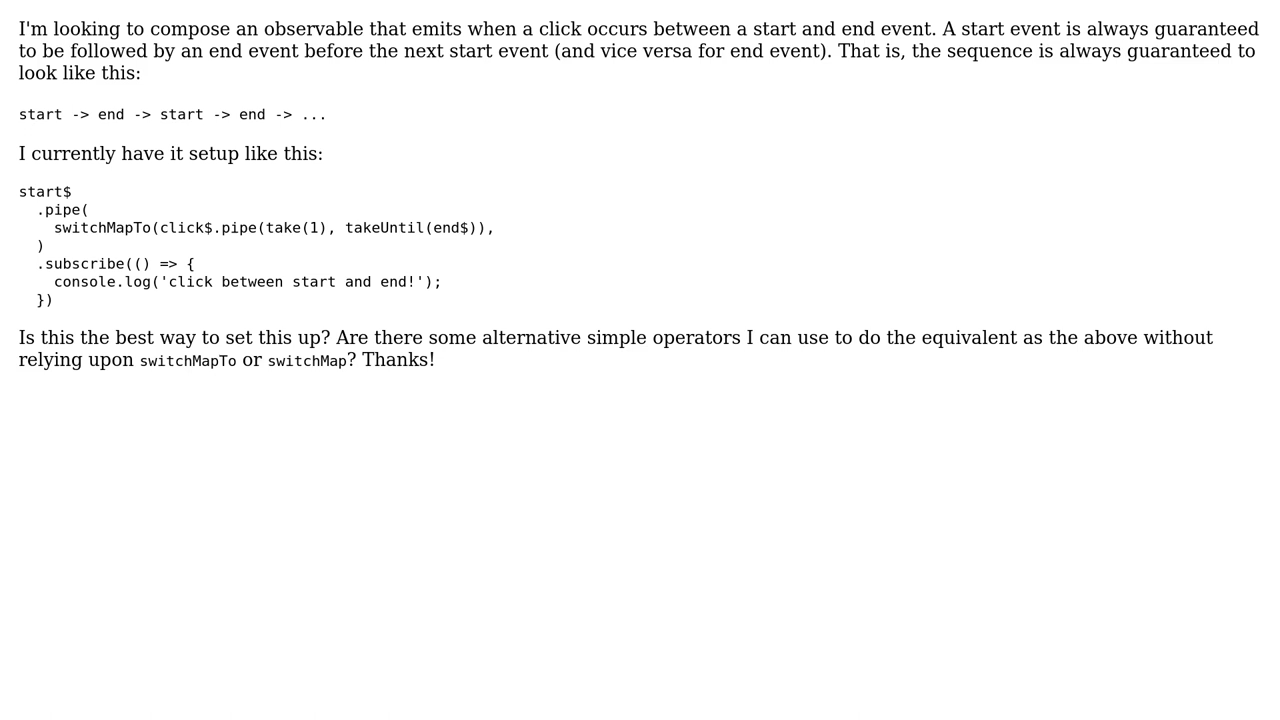 I'm looking to compose an observable that emits when a click occurs between a start and end event. A start event is always guaranteed
to be followed by an end event before the next start event (and vice versa for end event). That is, the sequence is always guaranteed to
look like this:
start -> end -> start -> end -> ...
I currently have it setup like this:
start$
  .pipe(
    switchMapTo(click$.pipe(take(1), takeUntil(end$)),
  )
  .subscribe(() => {
    console.log('click between start and end!');
  })
Is this the best way to set this up? Are there some alternative simple operators I can use to do the equivalent as the above without
relying upon switchMapTo or switchMap? Thanks!